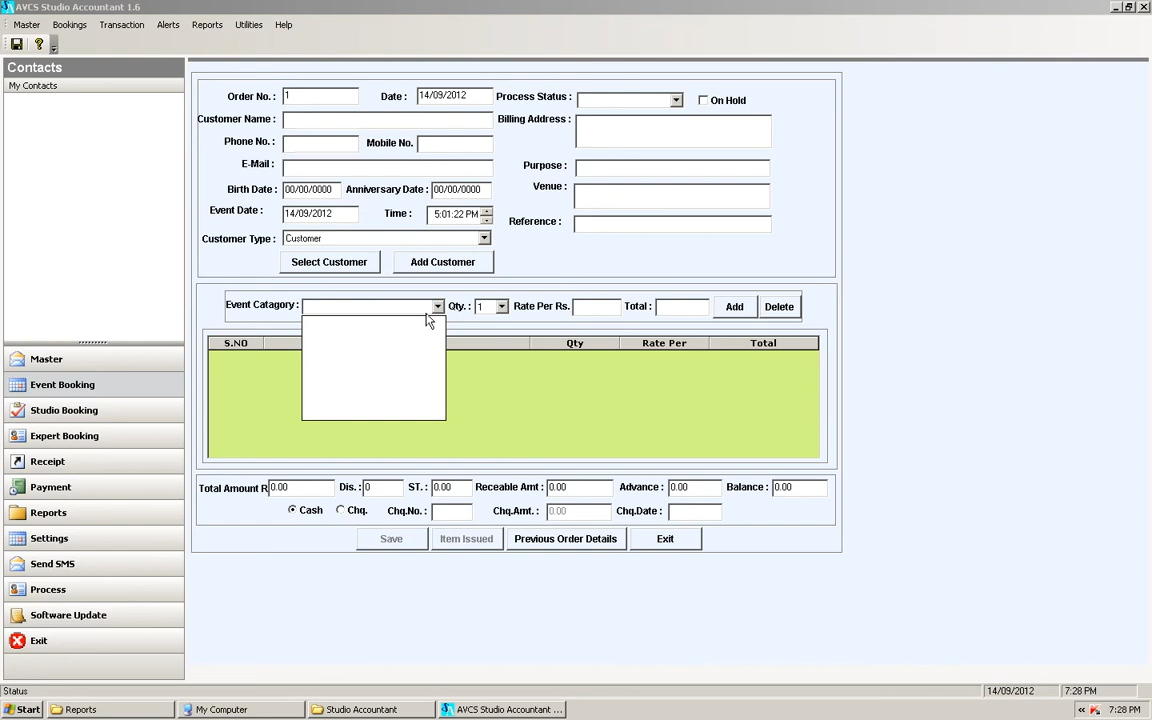 AVCS Studio Accountant 1.6
Master Bookings Transaction Alerts Reports Utilities Help
Contacts
My Contacts
Order No. : 1 Date : 14/09/2012 Process Status : On Hold
Customer Name : Billing Address :
Phone No. : Mobile No.
E-Mail : Purpose :
Birth Date : 00/00/0000 Anniversary Date : 00/00/0000 Venue :
Event Date : 14/09/2012 Time : 5:01:22 PM
Reference :
Customer Type : Customer
Select Customer Add Customer
Event Catagory : Qty. : 1 Rate Per Rs. Total : Add Delete
S.NO Qty Rate Per Total
Master
Event Booking
Studio Booking
Expert Booking
Receipt
Payment
Reports
Settings
Send SMS
Process
Software Update
Exit
Total Amount R 0.00 Dis. : 0 ST. : 0.00 Receable Amt : 0.00 Advance : 0.00 Balance : 0.00
Cash Chq. Chq.No. : Chq.Amt. : 0.00 Chq.Date :
Save Item Issued Previous Order Details Exit
Status 14/09/2012 7:28 PM
Start Reports My Computer Studio Accountant AVCS Studio Accountant ... « 7:28 PM